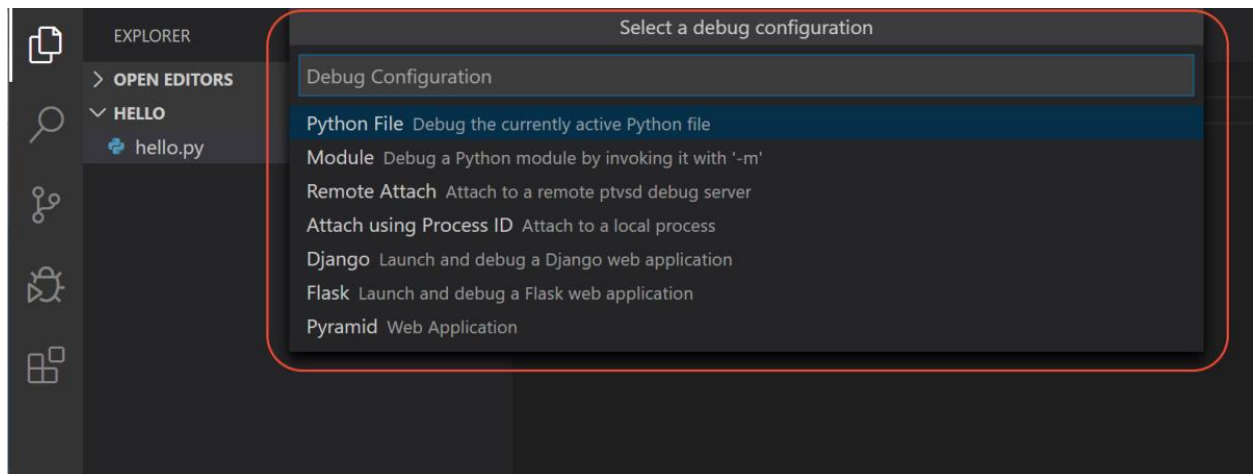 EXPLORER
OPEN EDITORS
HELLO
hello.py
Select a debug configuration
Debug Configuration
Python File Debug the currently active Python file
Module Debug a Python module by invoking it with '-m'
Remote Attach Attach to a remote ptvsd debug server
Attach using Process ID Attach to a local process
Django Launch and debug a Django web application
Flask Launch and debug a Flask web application
Pyramid Web Application